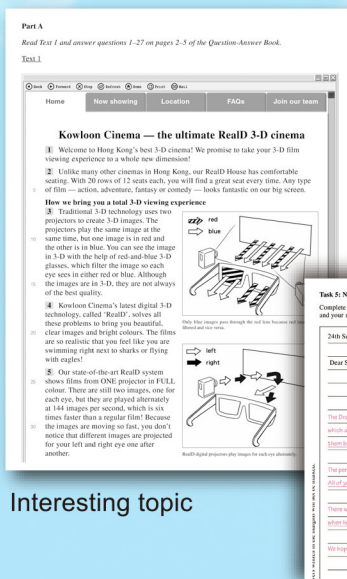 Part A
Read Text 1 and answer questions 1–27 on pages 2–5 of the Question-Answer Book.
Text 1
Back Forward Stop Refresh Home Print Mail
Home Now showing Location FAQs Join our team
Kowloon Cinema — the ultimate RealD 3-D cinema
1 Welcome to Hong Kong's best 3-D cinema! We promise to take your 3-D film
viewing experience to a whole new dimension!
2 Unlike many other cinemas in Hong Kong, our RealD House has comfortable
seating. With 20 rows of 12 seats each, you will find a great seat every time. Any type
5 of film — action, adventure, fantasy or comedy — looks fantastic on our big screen.
How we bring you a total 3-D viewing experience
3 Traditional 3-D technology uses two
projectors to create 3-D images. The
projectors play the same image at the
10 same time, but one image is in red and
the other is in blue. You can see the image
in 3-D with the help of red-and-blue 3-D
glasses, which filter the image so each
eye sees in either red or blue. Although
15 the images are in 3-D, they are not always
of the best quality.
red
blue
Only blue images pass through the red lens because red
filtered and vice versa.
4 Kowloon Cinema's latest digital 3-D
technology, called 'RealD', solves all
these problems to bring you beautiful,
20 clear images and bright colours. The films
are so realistic that you feel like you are
swimming right next to sharks or flying
with eagles!
5 Our state-of-the-art RealD system
25 shows films from ONE projector in FULL
colour. There are still two images, one for
each eye, but they are played alternately
at 144 images per second, which is six
times faster than a regular film! Because
30 the images are moving so fast, you don't
notice that different images are projected
for your left and right eye one after
another.
left
right
RealD digital projectors play images for each eye alternately.
Interesting topic
Task 5: N
Complete
and your
24th Se
Dear S
The Dra
which a
them b
The per
All of y
There w
when h
We hop